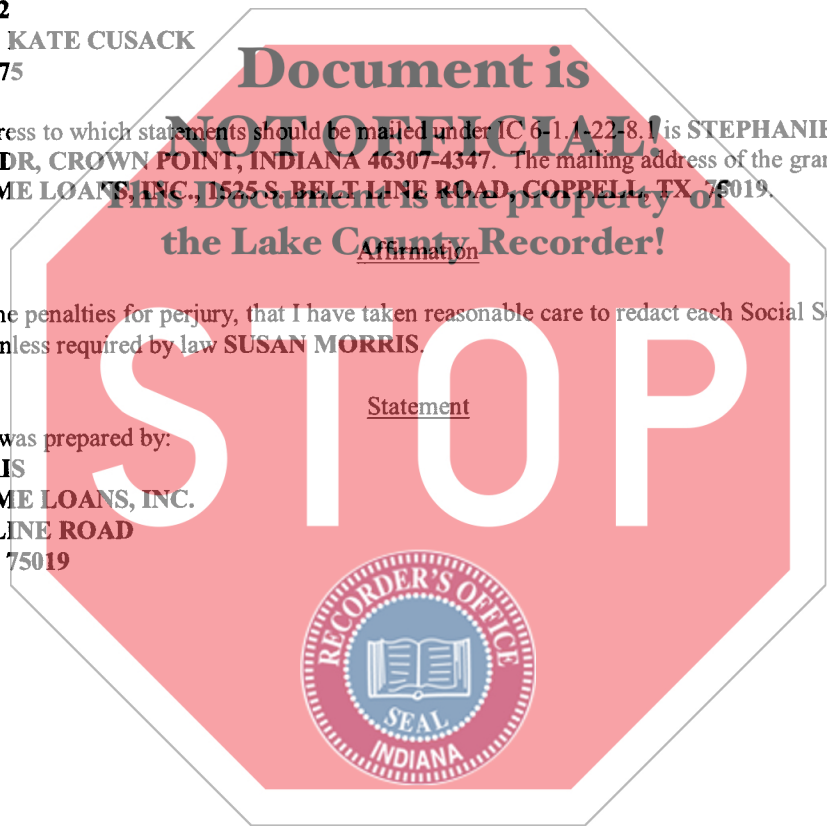 2
KATE CUSACK
75
Document is
NOT OFFICIAL!
This Document is the property of
the Lake County Recorder!
ress to which statements should be mailed under IC 6-1.1-22-8.1 is STEPHANIE
DR, CROWN POINT, INDIANA 46307-4347. The mailing address of the gran
ME LOANS, INC., 1525 S. BELT LINE ROAD, COPPELL, TX 75019.
Affirmation
he penalties for perjury, that I have taken reasonable care to redact each Social S
nless required by law SUSAN MORRIS.
Statement
was prepared by:
IS
ME LOANS, INC.
LINE ROAD
75019
STOP
RECORDER'S OFFICE
SEAL
INDIANA